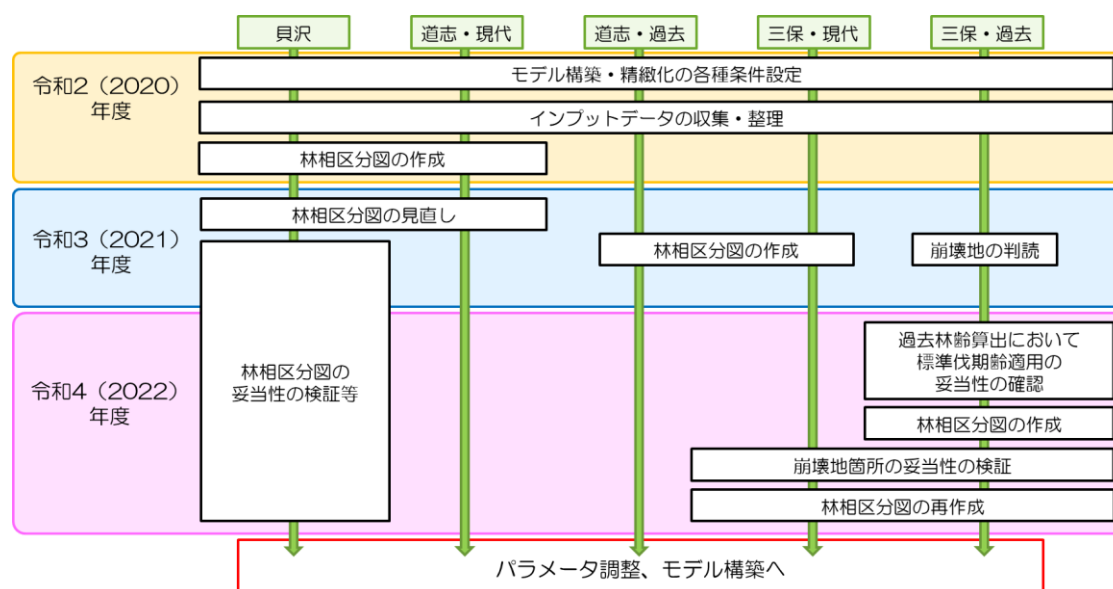 貝沢
道志・現代
道志・過去
三保・現代
三保・過去
令和2（2020）
年度
モデル構築・精緻化の各種条件設定
インプットデータの収集・整理
林相区分図の作成
令和3（2021）
年度
林相区分図の見直し
林相区分図の作成
崩壊地の判読
令和4（2022）
年度
林相区分図の
妥当性の検証等
過去林齢算出において
標準伐期齢適用の
妥当性の確認
林相区分図の作成
崩壊地箇所の妥当性の検証
林相区分図の再作成
パラメータ調整、モデル構築へ